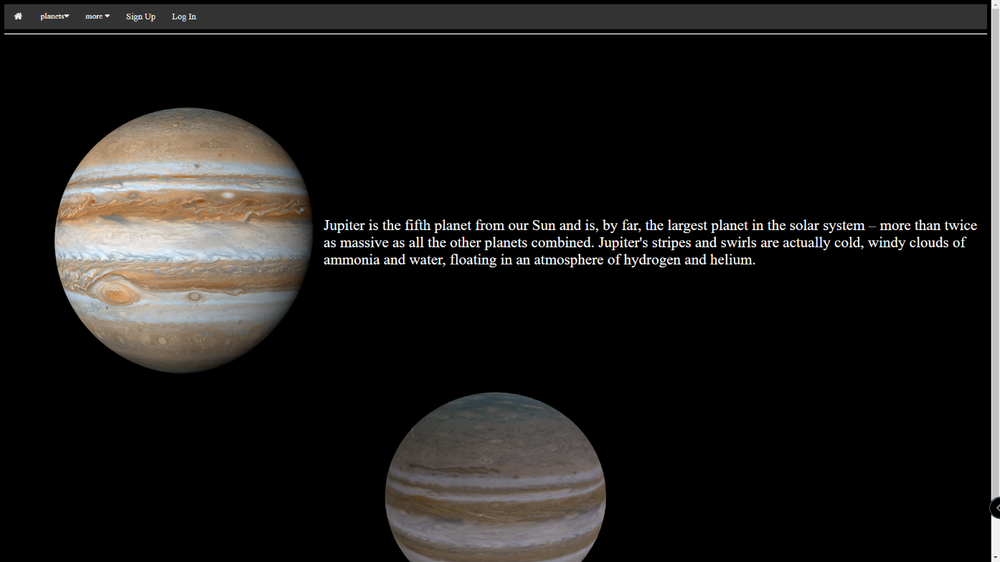 planets more Sign Up Log In
Jupiter is the fifth planet from our Sun and is, by far, the largest planet in the solar system – more than twice
as massive as all the other planets combined. Jupiter's stripes and swirls are actually cold, windy clouds of
ammonia and water, floating in an atmosphere of hydrogen and helium.